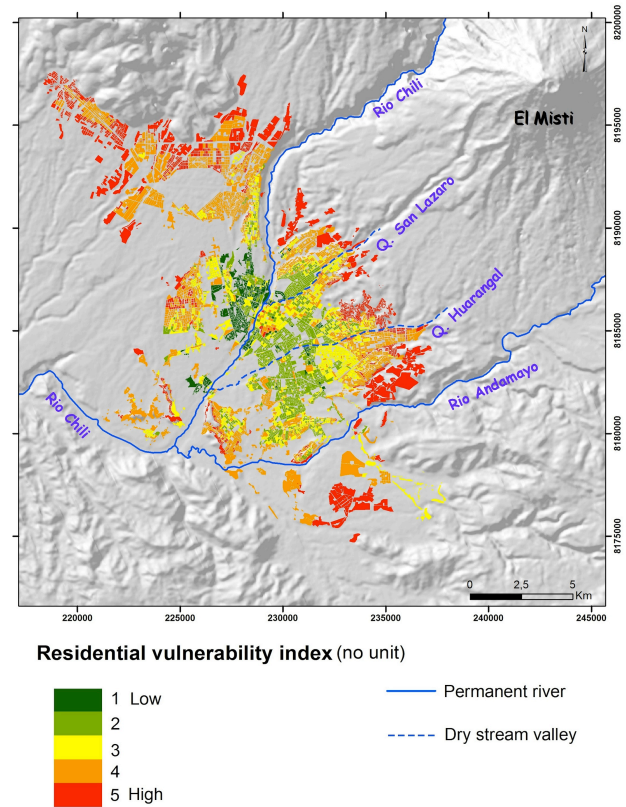 8200000
N
Rio Chili
El Misti
8195000
Q. San Lazaro
8190000
Q. Huarangal
8185000
Rio Andamayo
Rio Chili
8180000
8175000
0 2,5 5
Km
220000 225000 230000 235000 240000 245000
Residential vulnerability index (no unit)
1 Low
2
3
4
5 High
Permanent river
Dry stream valley